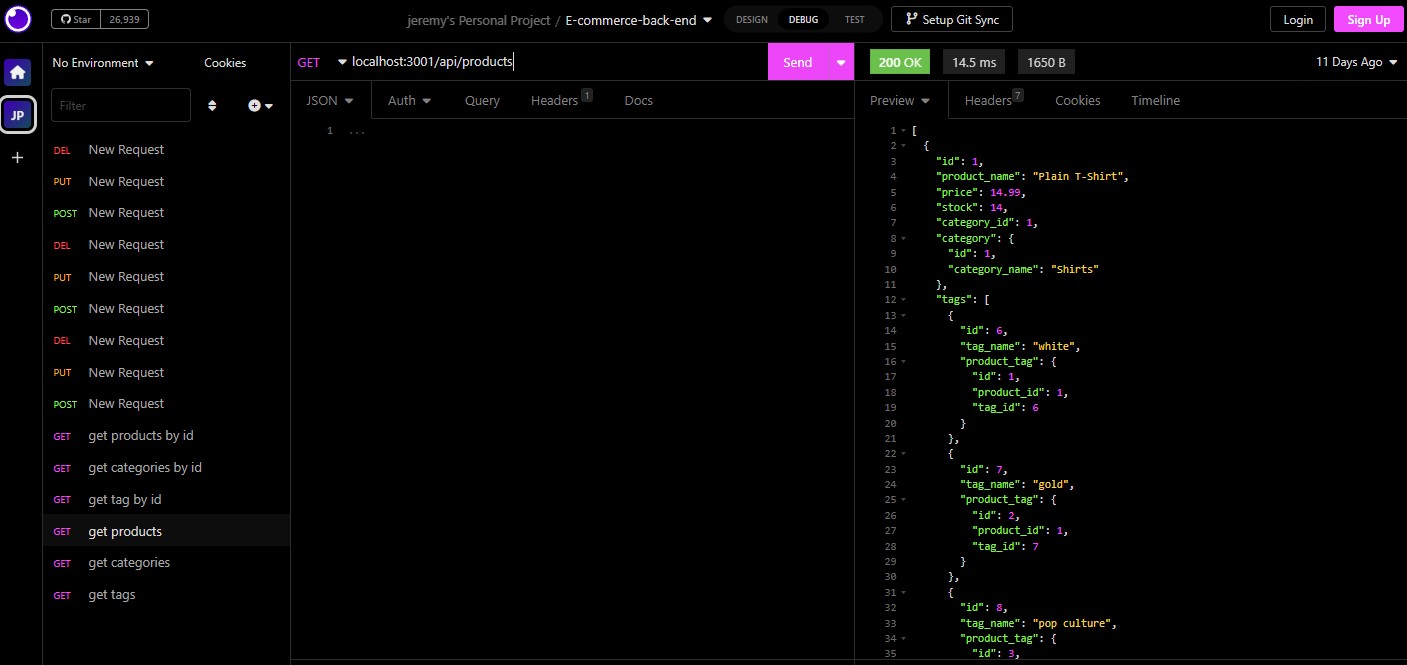 Star 26,939 jeremy's Personal Project / E-commerce-back-end DESIGN DEBUG TEST Setup Git Sync Login Sign Up
JP
No Environment Cookies
Filter
DEL New Request
PUT New Request
POST New Request
DEL New Request
PUT New Request
POST New Request
DEL New Request
PUT New Request
POST New Request
GET get products by id
GET get categories by id
GET get tag by id
GET get products
GET get categories
GET get tags
GET localhost:3001/api/products Send
JSON Auth Query Headers 1 Docs
1 ...
200 OK 14.5 ms 1650 B 11 Days Ago
Preview Headers 7 Cookies Timeline
1 [
2 {
3 "id": 1,
4 "product_name": "Plain T-Shirt",
5 "price": 14.99,
6 "stock": 14,
7 "category_id": 1,
8 "category": {
9 "id": 1,
10 "category_name": "Shirts"
11 },
12 "tags": [
13 {
14 "id": 6,
15 "tag_name": "white",
16 "product_tag": {
17 "id": 1,
18 "product_id": 1,
19 "tag_id": 6
20 }
21 },
22 {
23 "id": 7,
24 "tag_name": "gold",
25 "product_tag": {
26 "id": 2,
27 "product_id": 1,
28 "tag_id": 7
29 }
30 },
31 {
32 "id": 8,
33 "tag_name": "pop culture",
34 "product_tag": {
35 "id": 3,